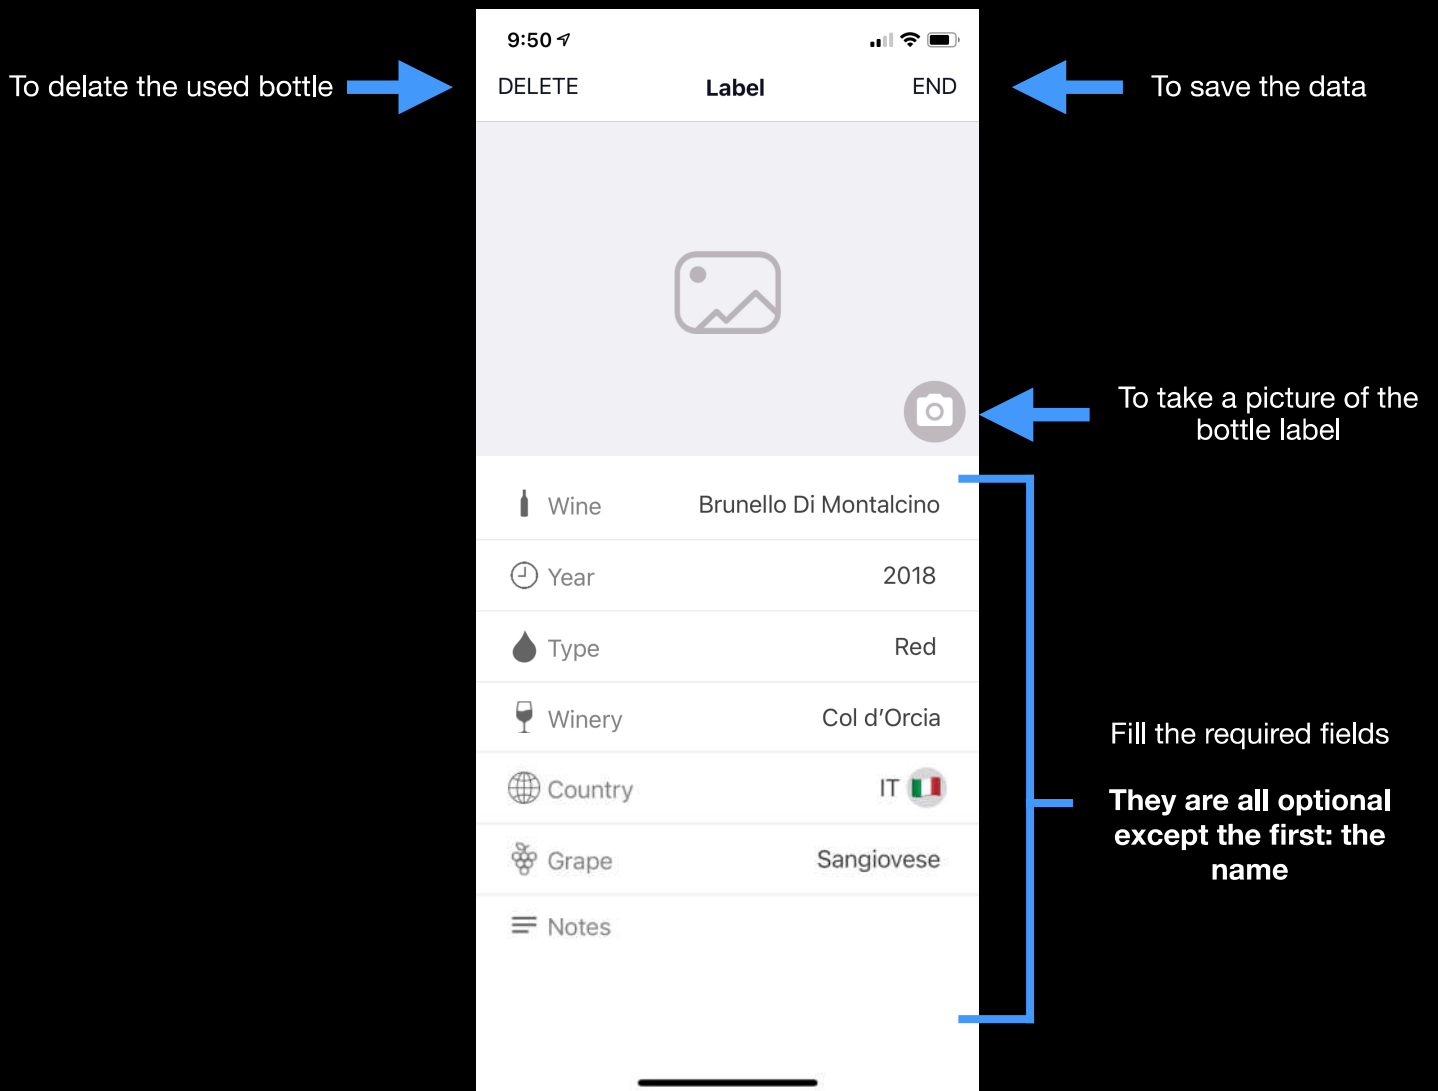 9:50
To delate the used bottle
DELETE
Label
END
To save the data
To take a picture of the
bottle label
Wine
Brunello Di Montalcino
Year
2018
Type
Red
Winery
Col d'Orcia
Country
IT
Grape
Sangiovese
Notes
Fill the required fields
They are all optional
except the first: the
name